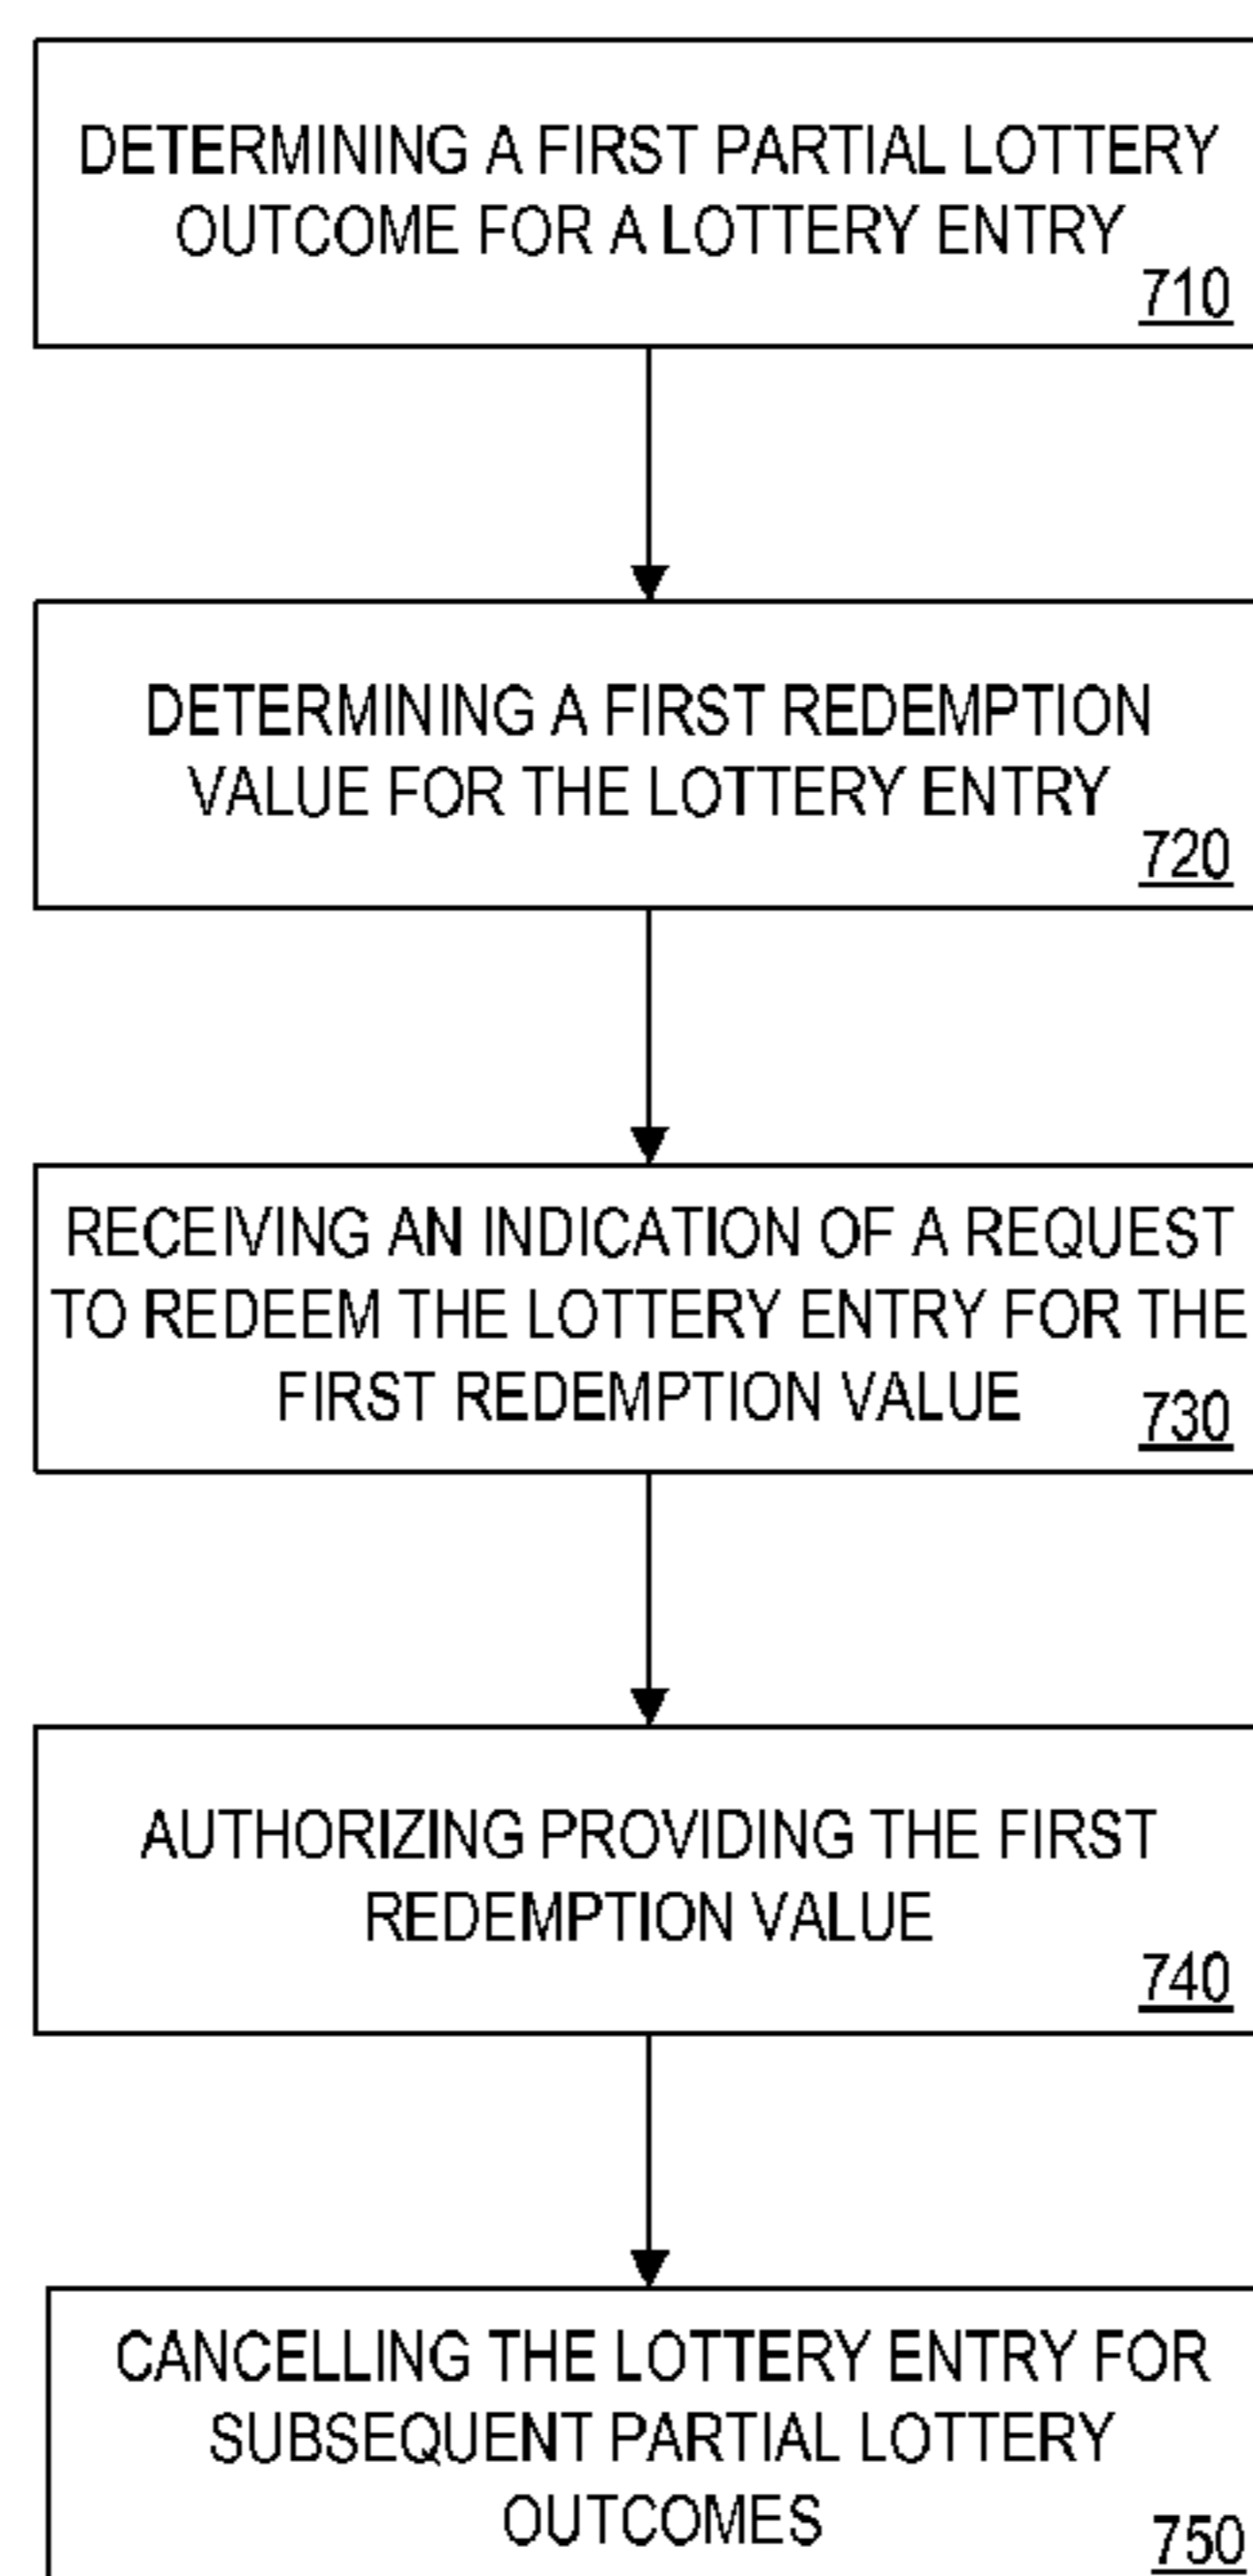 DETERMINING A FIRST PARTIAL LOTTERY
OUTCOME FOR A LOTTERY ENTRY
710
DETERMINING A FIRST REDEMPTION
VALUE FOR THE LOTTERY ENTRY
720
RECEIVING AN INDICATION OF A REQUEST
TO REDEEM THE LOTTERY ENTRY FOR THE
FIRST REDEMPTION VALUE 730
AUTHORIZING PROVIDING THE FIRST
REDEMPTION VALUE
740
CANCELLING THE LOTTERY ENTRY FOR
SUBSEQUENT PARTIAL LOTTERY
OUTCOMES 750